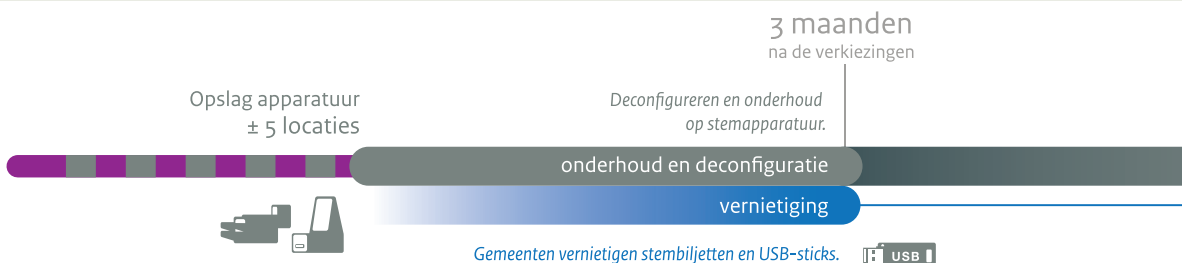 3 maanden
na de verkiezingen
Opslag apparatuur
± 5 locaties
Deconfigureren en onderhoud
op stemapparatuur.
onderhoud en deconfiguratie
vernietiging
Gemeenten vernietigen stembiljetten en USB-sticks.
USB